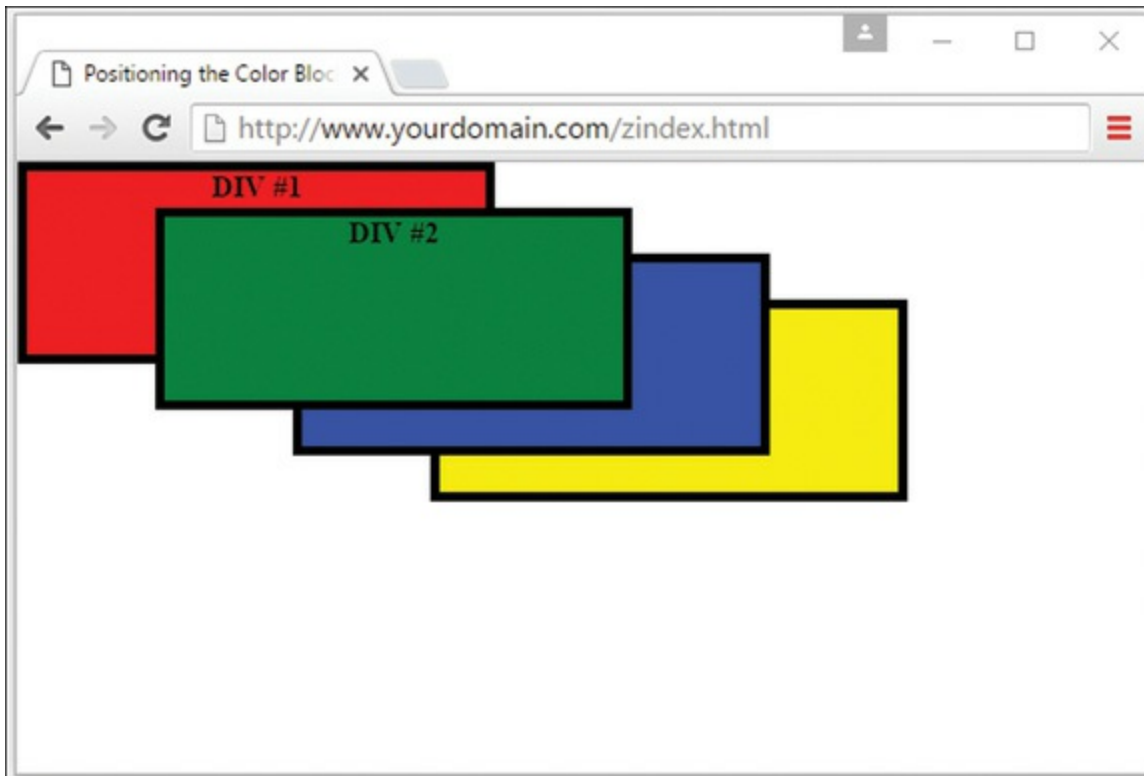 Positioning the Color Bloc
http://www.yourdomain.com/zindex.html
DIV #1
DIV #2